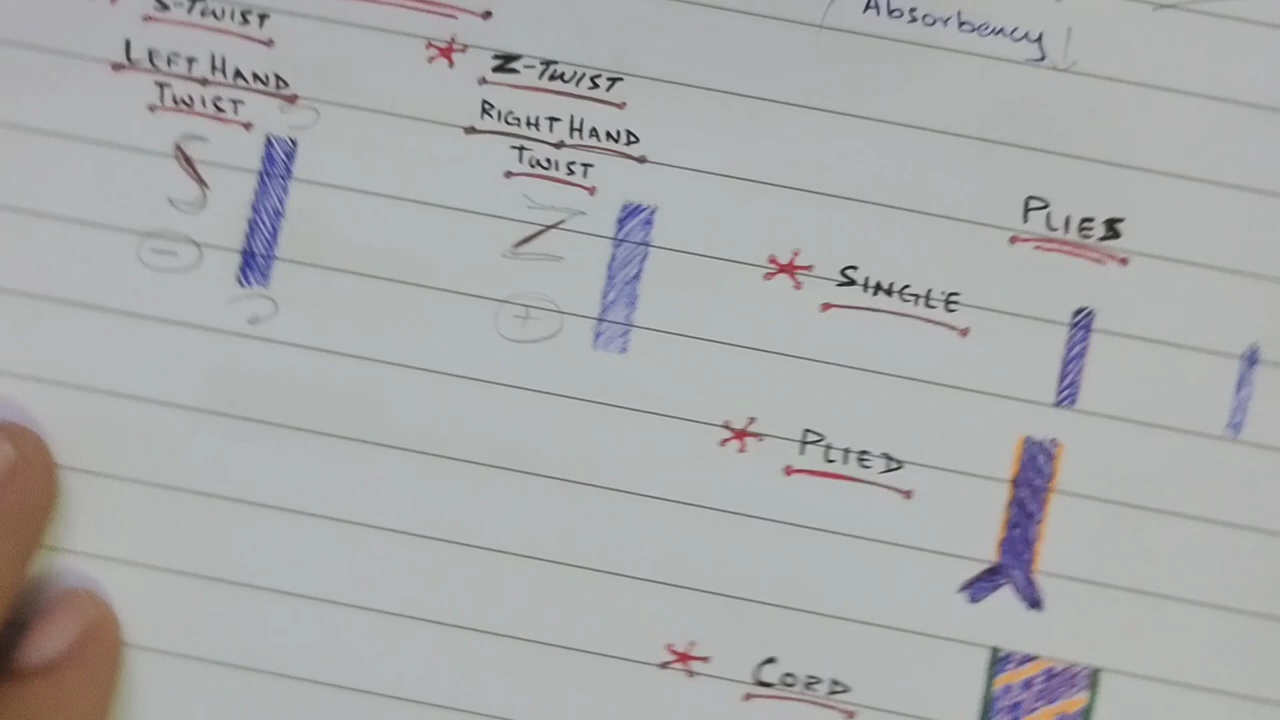 Absorbency↓
S-TWIST
LEFT HAND
TWIST
S
-
* Z-TWIST
RIGHT HAND
TWIST
Z
+
PLIES
* SINGLE
* PLIED
* CORD